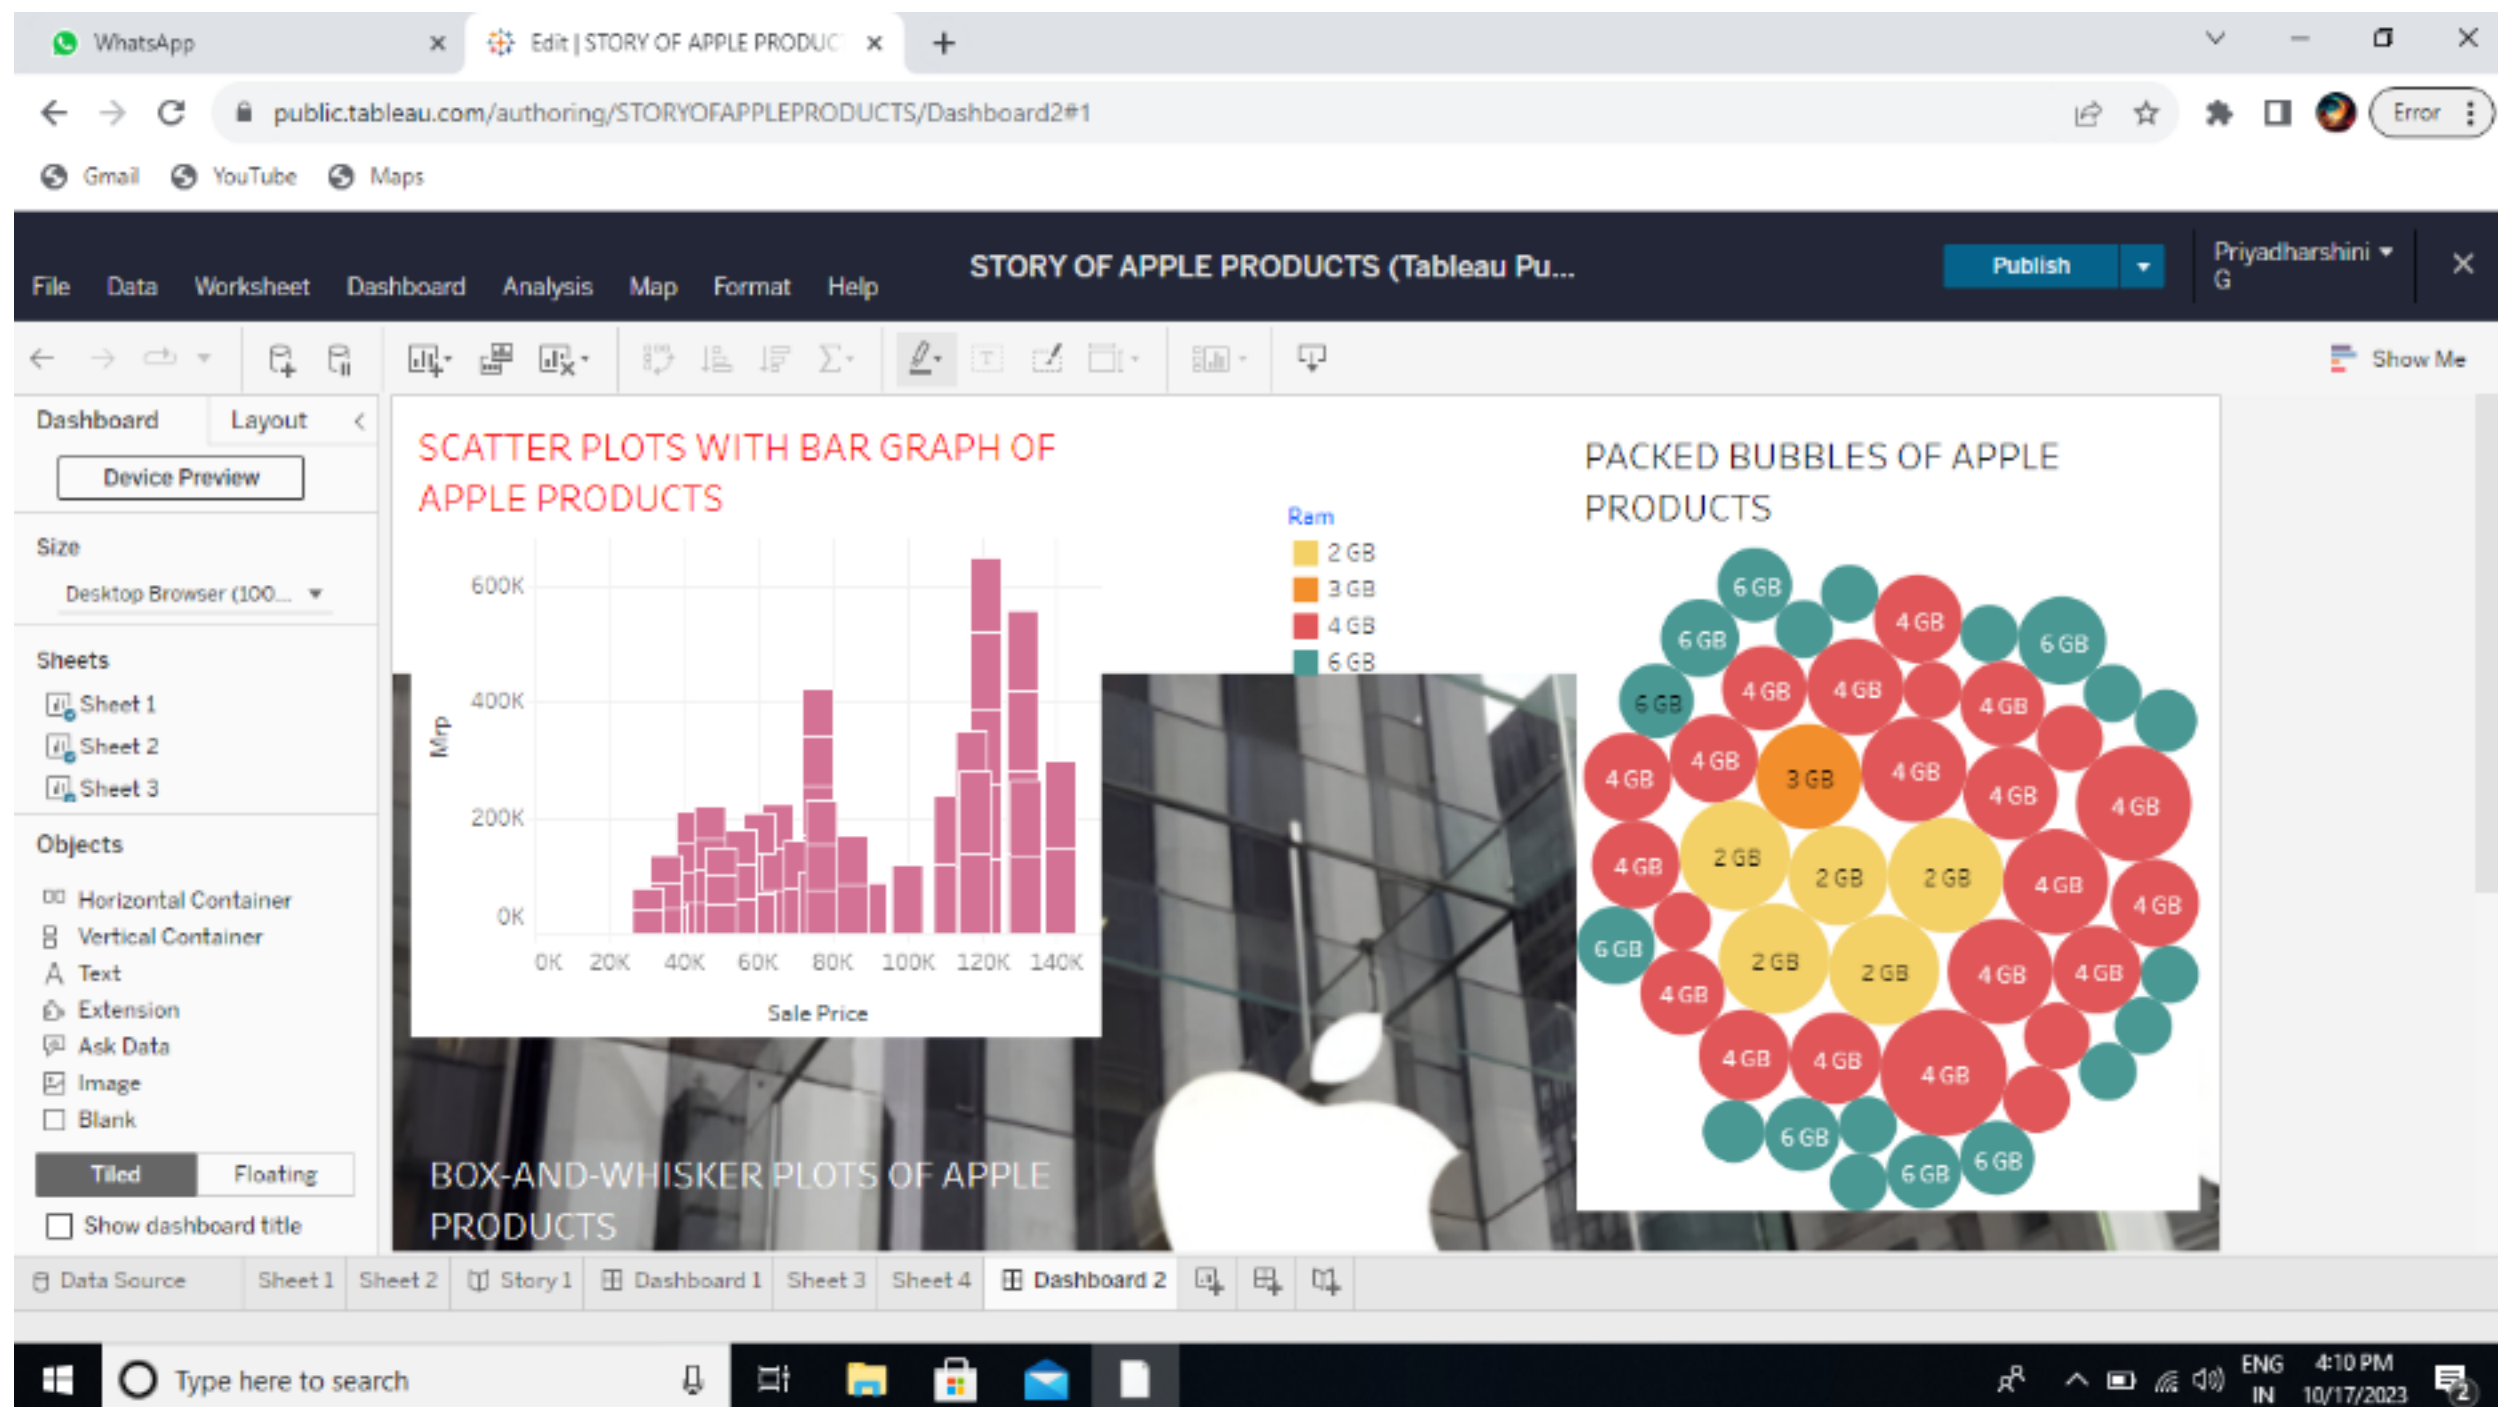 WhatsApp
Edit | STORY OF APPLE PRODUC
public.tableau.com/authoring/STORYOFAPPLEPRODUCTS/Dashboard2#1
Error
Gmail YouTube Maps
STORY OF APPLE PRODUCTS (Tableau Pu...
Publish
Priyadharshini
G
File Data Worksheet Dashboard Analysis Map Format Help
Show Me
Dashboard Layout
Device Preview
Size
Desktop Browser (100...
Sheets
Sheet 1
Sheet 2
Sheet 3
Objects
Horizontal Container
Vertical Container
Text
Extension
Ask Data
Image
Blank
Tiled Floating
Show dashboard title
SCATTER PLOTS WITH BAR GRAPH OF
APPLE PRODUCTS
600K
400K
200K
0K
Mrp
0K 20K 40K 60K 80K 100K 120K 140K
Sale Price
Ram
2 GB
3 GB
4 GB
6 GB
PACKED BUBBLES OF APPLE
PRODUCTS
6 GB
4 GB
6 GB
6 GB
4 GB
4 GB
6 GB
4 GB
4 GB
4 GB
3 GB
4 GB
4 GB
4 GB
4 GB
2 GB
2 GB
2 GB
4 GB
4 GB
6 GB
2 GB
2 GB
4 GB
4 GB
4 GB
4 GB
4 GB
4 GB
6 GB
6 GB
6 GB
BOX-AND-WHISKER PLOTS OF APPLE
PRODUCTS
Data Source Sheet 1 Sheet 2 Story 1 Dashboard 1 Sheet 3 Sheet 4 Dashboard 2
Type here to search
ENG
IN
4:10 PM
10/17/2023
2